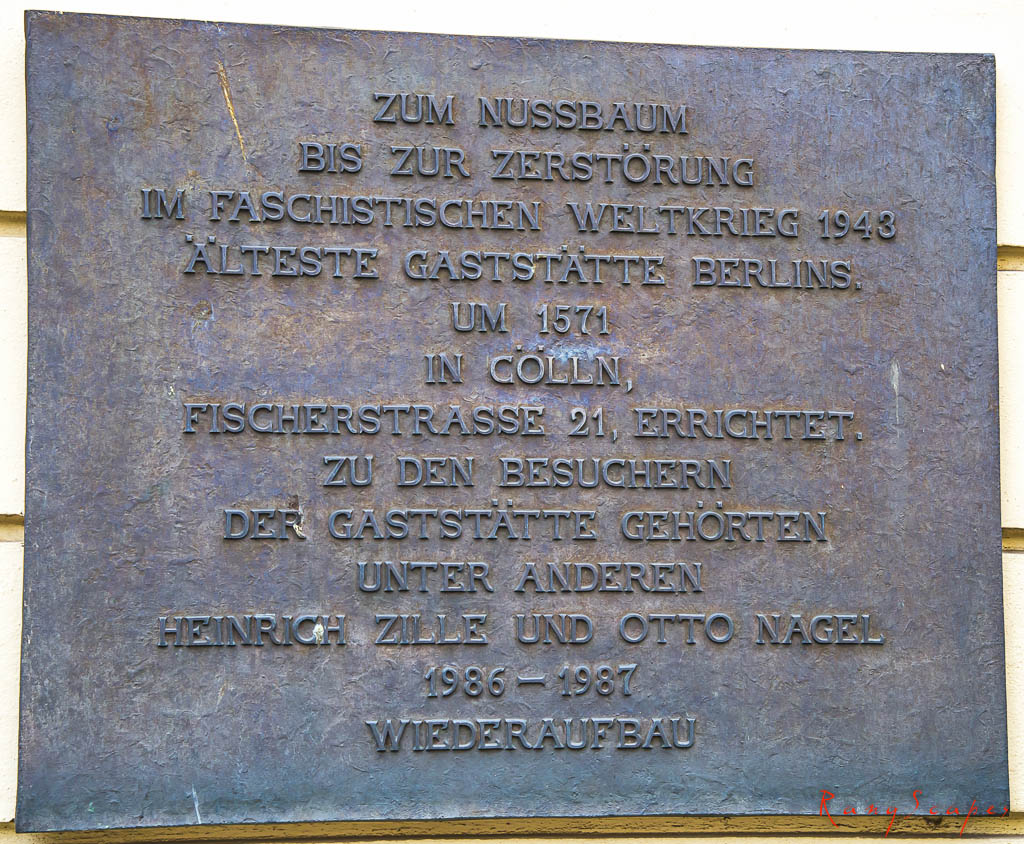 ZUM NUSSBAUM
BIS ZUR ZERSTÖRUNG
IM FASCHISTISCHEN WELTKRIEG 1943
ÄLTESTE GASTSTÄTTE BERLINS.
UM 1571
IN CÖLLN,
FISCHERSTRASSE 21, ERRICHTET.
ZU DEN BESUCHERN
DER GASTSTÄTTE GEHÖRTEN
UNTER ANDEREN
HEINRICH ZILLE UND OTTO NAGEL
1986 – 1987
WIEDERAUFBAU